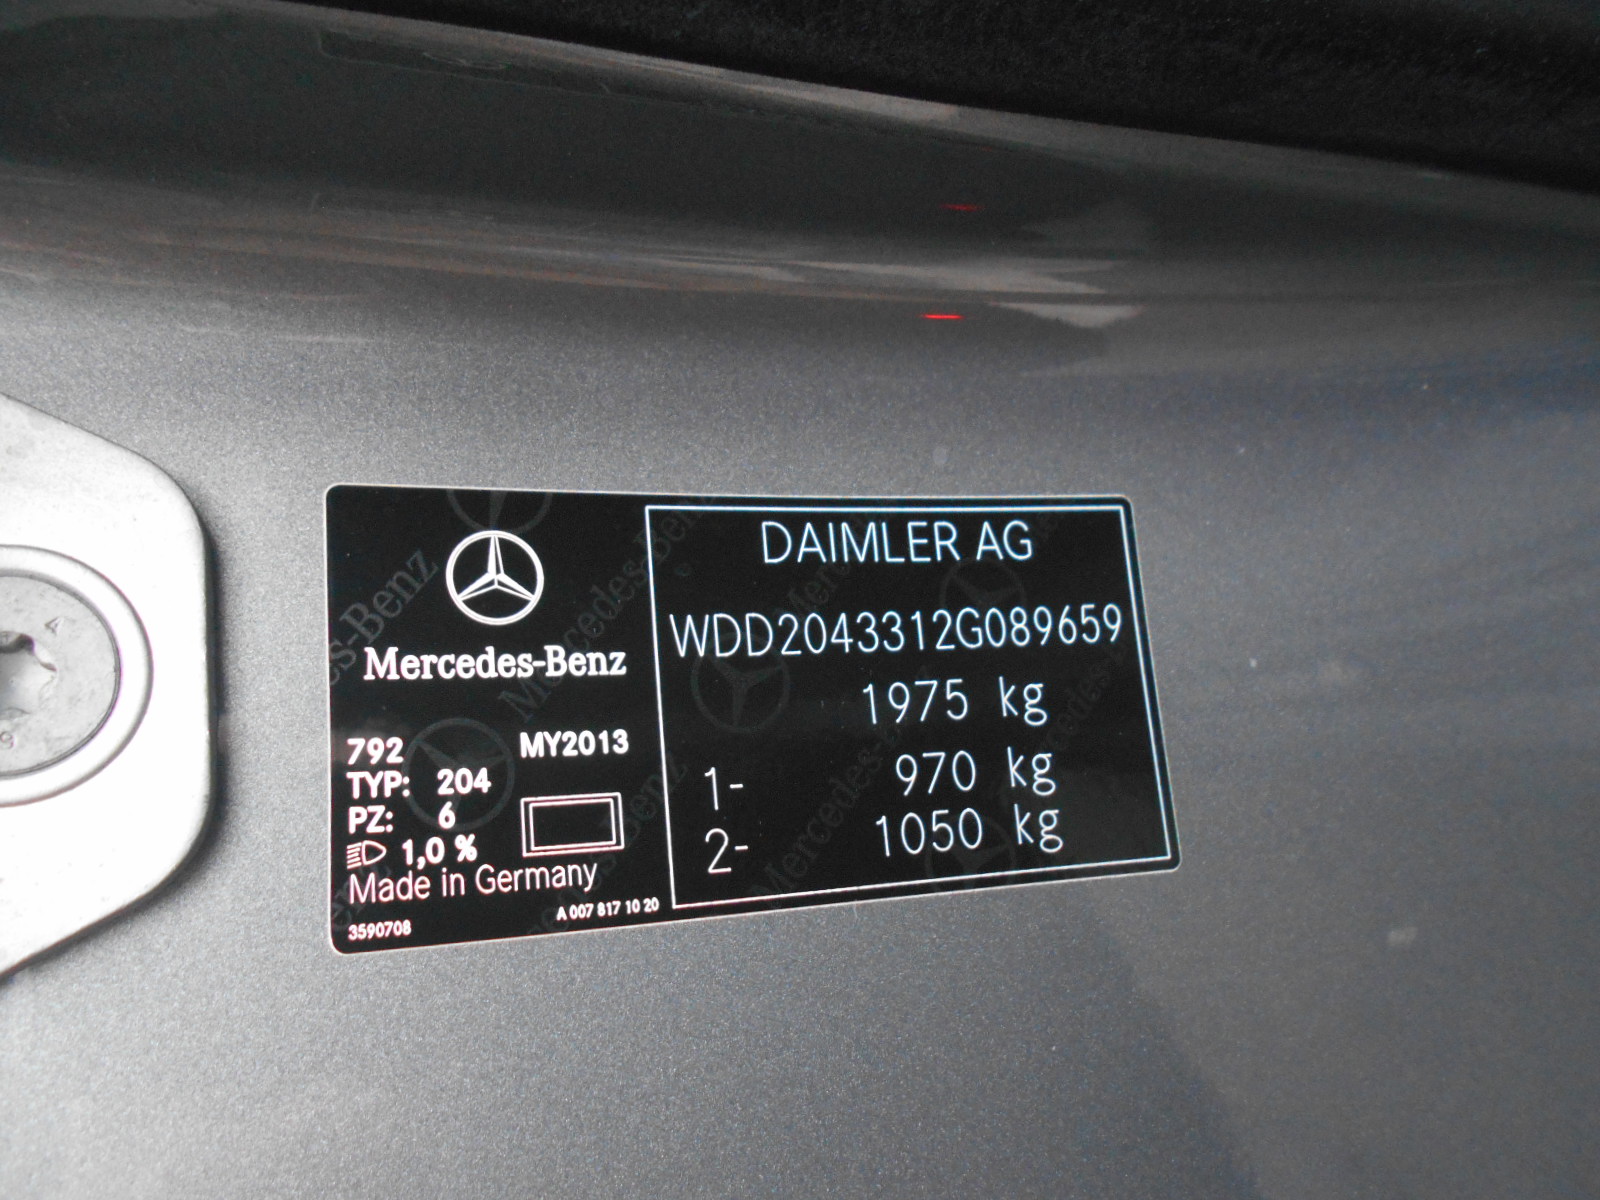 Mercedes-Benz
792 MY2013
TYP: 204
PZ: 6
1,0 %
Made in Germany
A 007 817 10 20
3590708
DAIMLER AG
WDD2043312G089659
1975 kg
1- 970 kg
2- 1050 kg